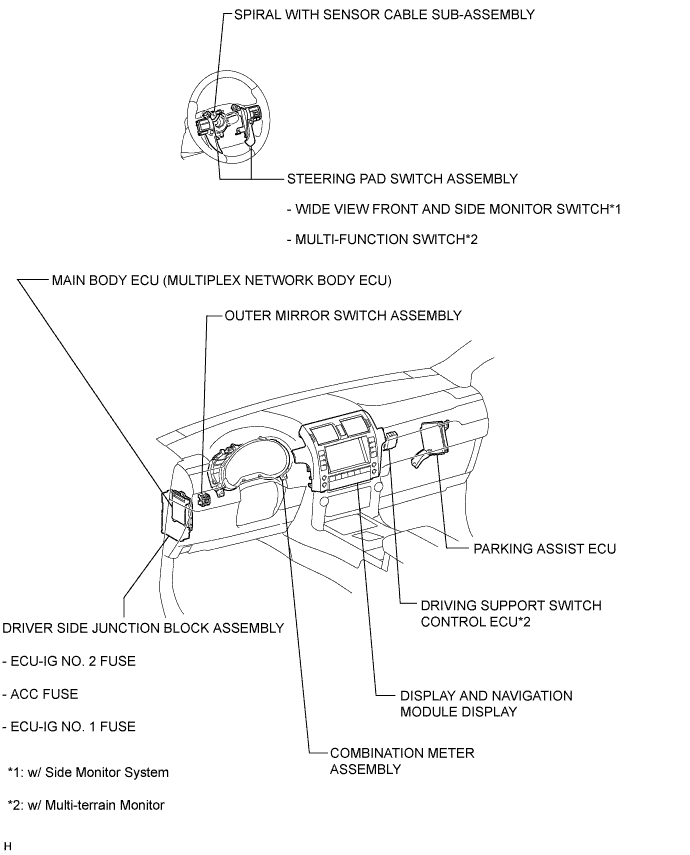 SPIRAL WITH SENSOR CABLE SUB-ASSEMBLY
STEERING PAD SWITCH ASSEMBLY
- WIDE VIEW FRONT AND SIDE MONITOR SWITCH*1
- MULTI-FUNCTION SWITCH*2
MAIN BODY ECU (MULTIPLEX NETWORK BODY ECU)
OUTER MIRROR SWITCH ASSEMBLY
PARKING ASSIST ECU
DRIVING SUPPORT SWITCH
CONTROL ECU*2
DRIVER SIDE JUNCTION BLOCK ASSEMBLY
- ECU-IG NO. 2 FUSE
- ACC FUSE
- ECU-IG NO. 1 FUSE
DISPLAY AND NAVIGATION
MODULE DISPLAY
COMBINATION METER
ASSEMBLY
*1: w/ Side Monitor System
*2: w/ Multi-terrain Monitor
H